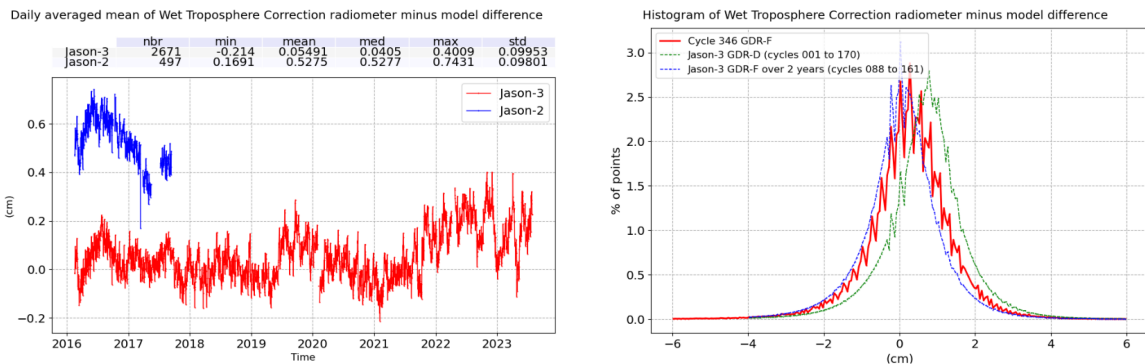 Daily averaged mean of Wet Troposphere Correction radiometer minus model difference
nbr min mean med max std
Jason-3 2671 -0.214 0.05491 0.0405 0.4009 0.09953
Jason-2 497 0.1691 0.5275 0.5277 0.7431 0.09801
Jason-3
Jason-2
0.6
0.4
0.2
0.0
−0.2
(cm)
2016 2017 2018 2019 2020 2021 2022 2023
Time
Histogram of Wet Troposphere Correction radiometer minus model difference
Cycle 346 GDR-F
Jason-3 GDR-D (cycles 001 to 170)
Jason-3 GDR-F over 2 years (cycles 088 to 161)
3.0
2.5
2.0
1.5
1.0
0.5
0.0
% of points
−6 −4 −2 0 2 4 6
(cm)